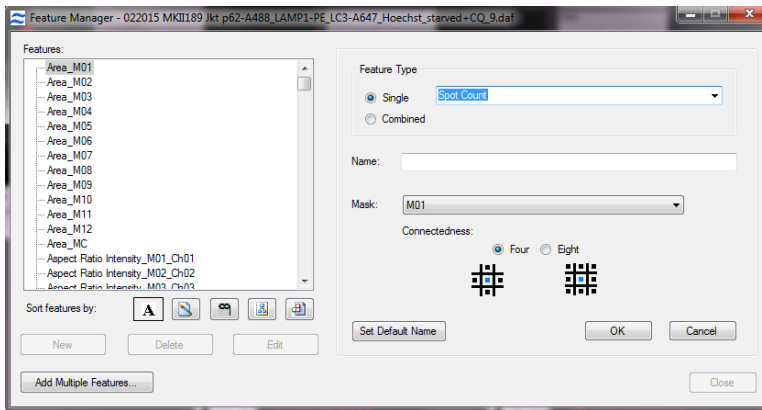 Feature Manager - 022015 MKII189 Jkt p62-A488_LAMP1-PE_LC3-A647_Hoechst_starved+CQ_9.daf
Features:
Area_M01
Area_M02
Area_M03
Area_M04
Area_M05
Area_M06
Area_M07
Area_M08
Area_M09
Area_M10
Area_M11
Area_M12
Area_MC
Aspect Ratio Intensity_M01_Ch01
Aspect Ratio Intensity_M02_Ch02
Aspect Ratio Intensity_M03_Ch03
Sort features by:
A
New
Delete
Edit
Add Multiple Features...
Feature Type
Single
Spot Count
Combined
Name:
Mask:
M01
Connectedness:
Four
Eight
Set Default Name
OK
Cancel
Close